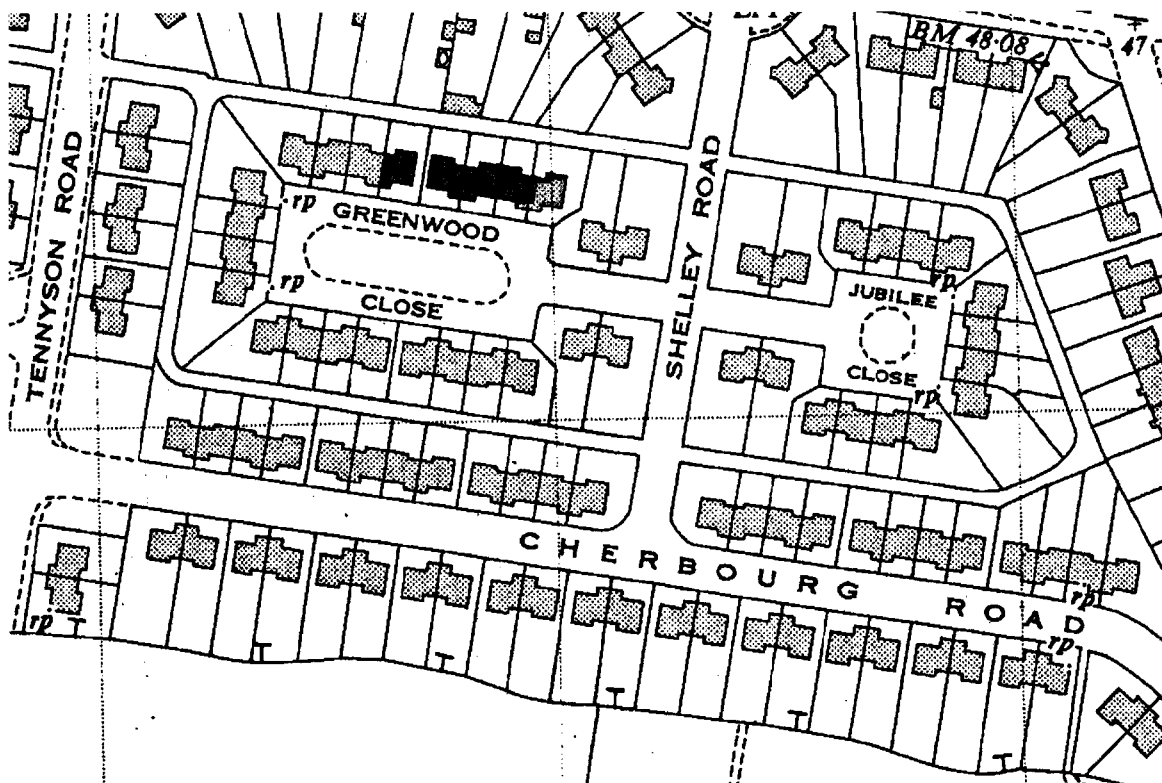 BM 48·08
47
TENNYSON ROAD
SHELLEY ROAD
rp
GREENWOOD
rp
CLOSE
rp
JUBILEE
CLOSE
rp
CHERBOURG ROAD
rp
rp
rp